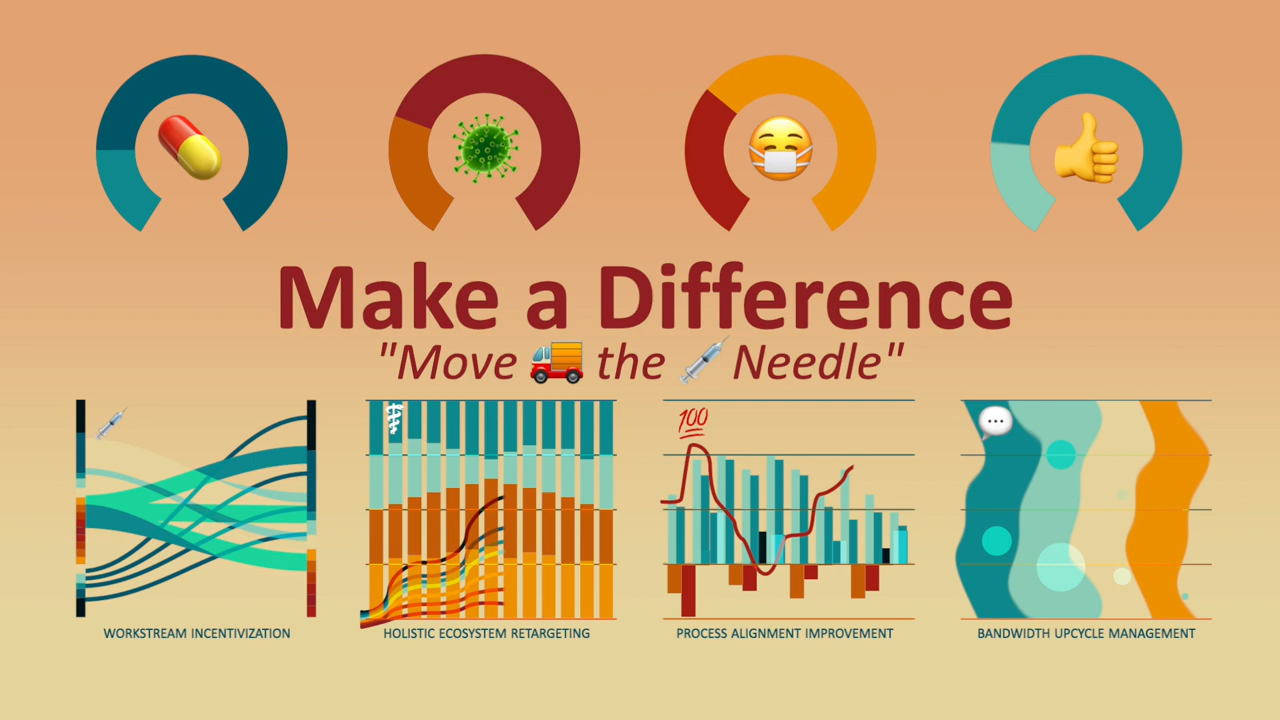 Make a Difference
"Move 🚚 the 💉 Needle"
💯
WORKSTREAM INCENTIVIZATION
HOLISTIC ECOSYSTEM RETARGETING
PROCESS ALIGNMENT IMPROVEMENT
BANDWIDTH UPCYCLE MANAGEMENT